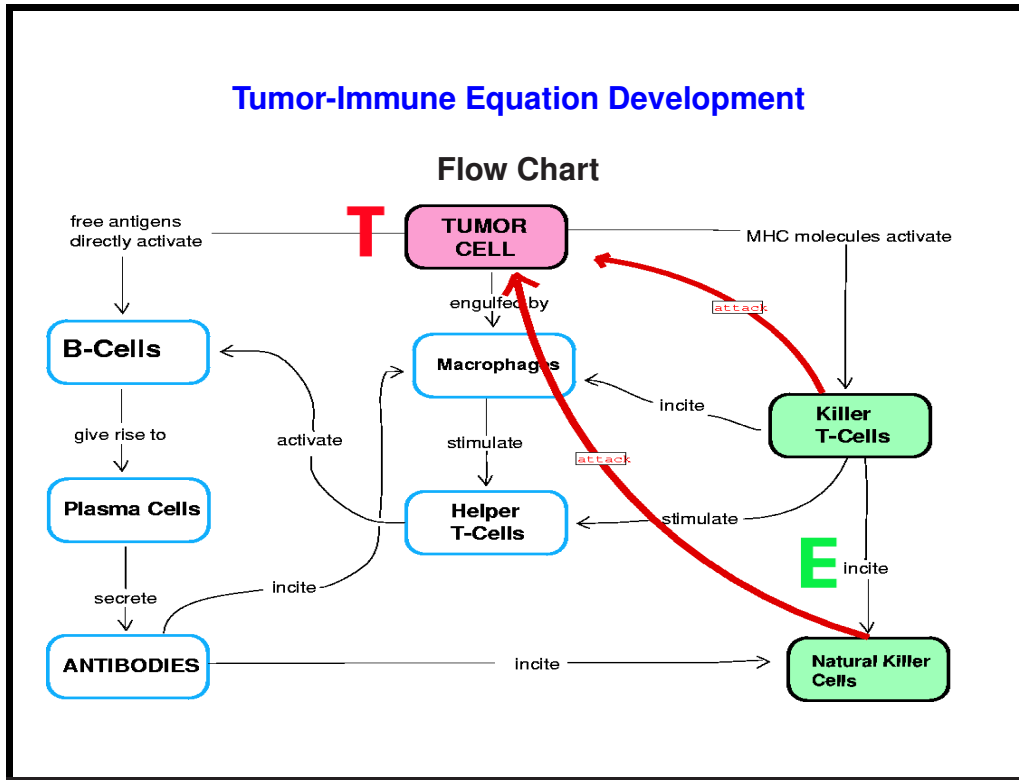 Tumor-Immune Equation Development
Flow Chart
free antigens
directly activate
T
TUMOR
CELL
MHC molecules activate
engulfed by
attack
B-Cells
Macrophages
incite
Killer
T-Cells
give rise to
activate
stimulate
attack
Plasma Cells
Helper
T-Cells
stimulate
E
incite
secrete
incite
ANTIBODIES
incite
Natural Killer
Cells